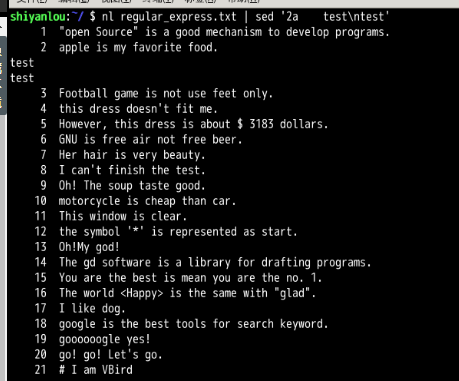 shiyanlou:~/ $ nl regular_express.txt | sed '2a    test\ntest'
     1  "open Source" is a good mechanism to develop programs.
     2  apple is my favorite food.
test
test
     3  Football game is not use feet only.
     4  this dress doesn't fit me.
     5  However, this dress is about $ 3183 dollars.
     6  GNU is free air not free beer.
     7  Her hair is very beauty.
     8  I can't finish the test.
     9  Oh! The soup taste good.
    10  motorcycle is cheap than car.
    11  This window is clear.
    12  the symbol '*' is represented as start.
    13  Oh!My god!
    14  The gd software is a library for drafting programs.
    15  You are the best is mean you are the no. 1.
    16  The world <Happy> is the same with "glad".
    17  I like dog.
    18  google is the best tools for search keyword.
    19  goooooogle yes!
    20  go! go! Let's go.
    21  # I am VBird